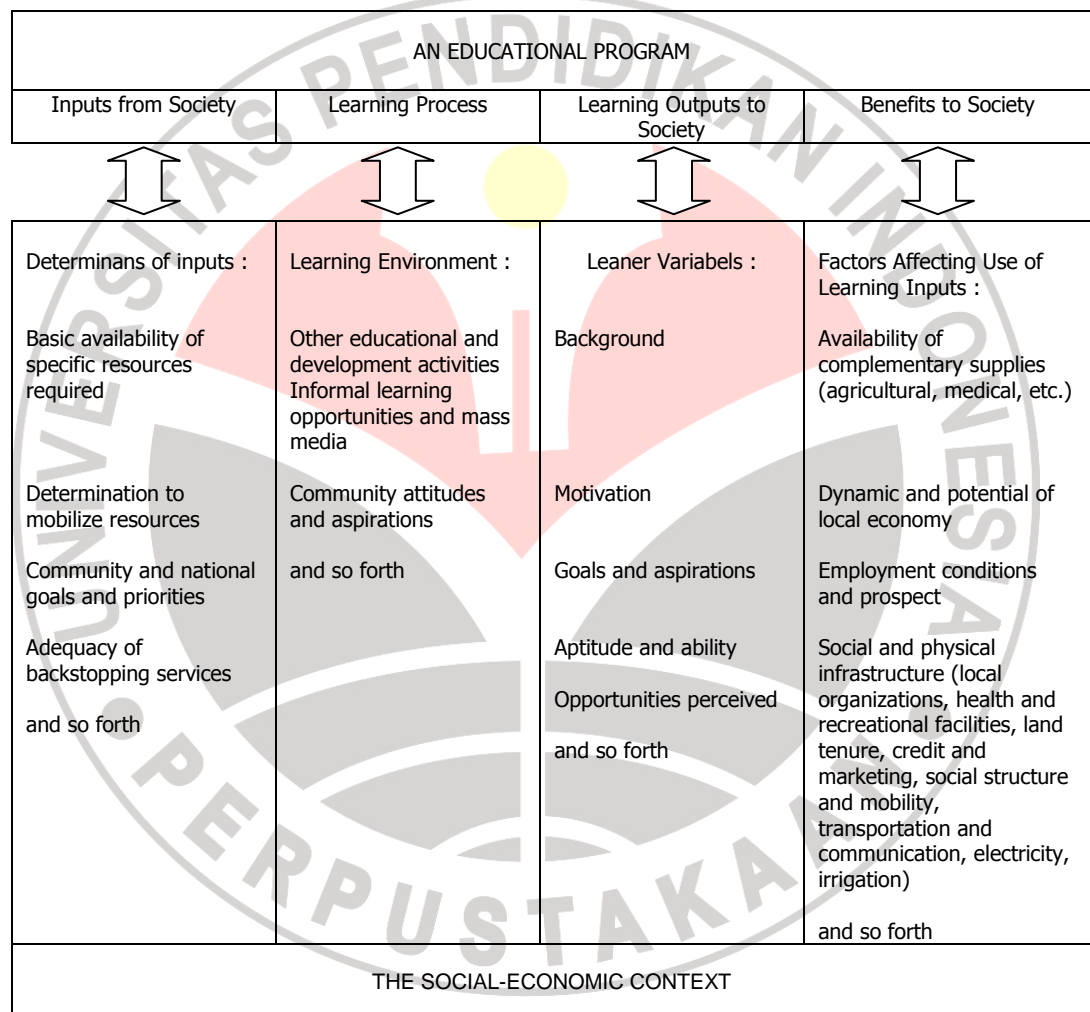 AN EDUCATIONAL PROGRAM
Inputs from Society
Learning Process
Learning Outputs to
Society
Benefits to Society
Determinans of inputs :
Basic availability of
specific resources
required
Determination to
mobilize resources
Community and national
goals and priorities
Adequacy of
backstopping services
and so forth
Learning Environment :
Other educational and
development activities
Informal learning
opportunities and mass
media
Community attitudes
and aspirations
and so forth
Leaner Variabels :
Background
Motivation
Goals and aspirations
Aptitude and ability
Opportunities perceived
and so forth
Factors Affecting Use of
Learning Inputs :
Availability of
complementary supplies
(agricultural, medical, etc.)
Dynamic and potential of
local economy
Employment conditions
and prospect
Social and physical
infrastructure (local
organizations, health and
recreational facilities, land
tenure, credit and
marketing, social structure
and mobility,
transportation and
communication, electricity,
irrigation)
and so forth
THE SOCIAL-ECONOMIC CONTEXT
UNIVERSITAS PENDIDIKAN INDONESIA
PERPUSTAKAAN